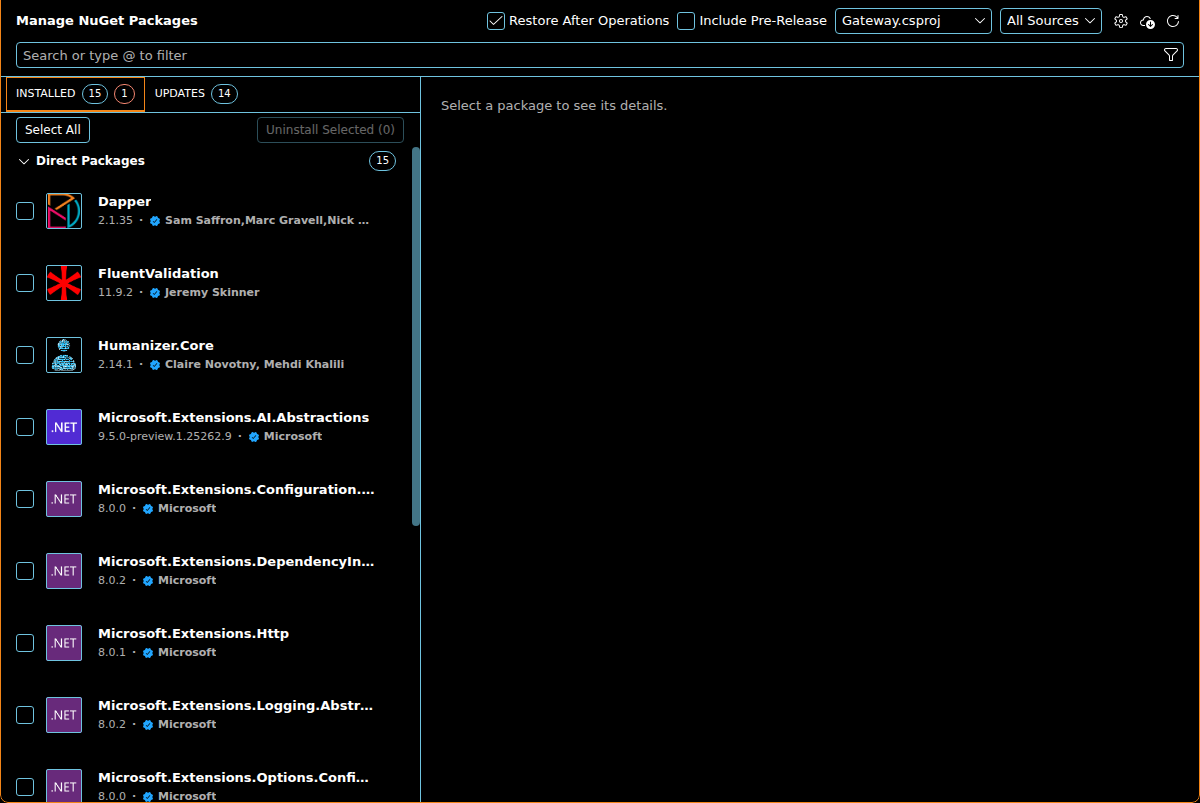 Manage NuGet Packages
Restore After Operations
Include Pre-Release
Gateway.csproj
All Sources
Search or type @ to filter
INSTALLED 15 1 UPDATES 14
Select a package to see its details.
Select All
Uninstall Selected (0)
Direct Packages 15
Dapper
2.1.35 · Sam Saffron,Marc Gravell,Nick ...
FluentValidation
11.9.2 · Jeremy Skinner
Humanizer.Core
2.14.1 · Claire Novotny, Mehdi Khalili
.NET
Microsoft.Extensions.AI.Abstractions
9.5.0-preview.1.25262.9 · Microsoft
.NET
Microsoft.Extensions.Configuration....
8.0.0 · Microsoft
.NET
Microsoft.Extensions.DependencyIn...
8.0.2 · Microsoft
.NET
Microsoft.Extensions.Http
8.0.1 · Microsoft
.NET
Microsoft.Extensions.Logging.Abstr...
8.0.2 · Microsoft
.NET
Microsoft.Extensions.Options.Confi...
8.0.0 · Microsoft